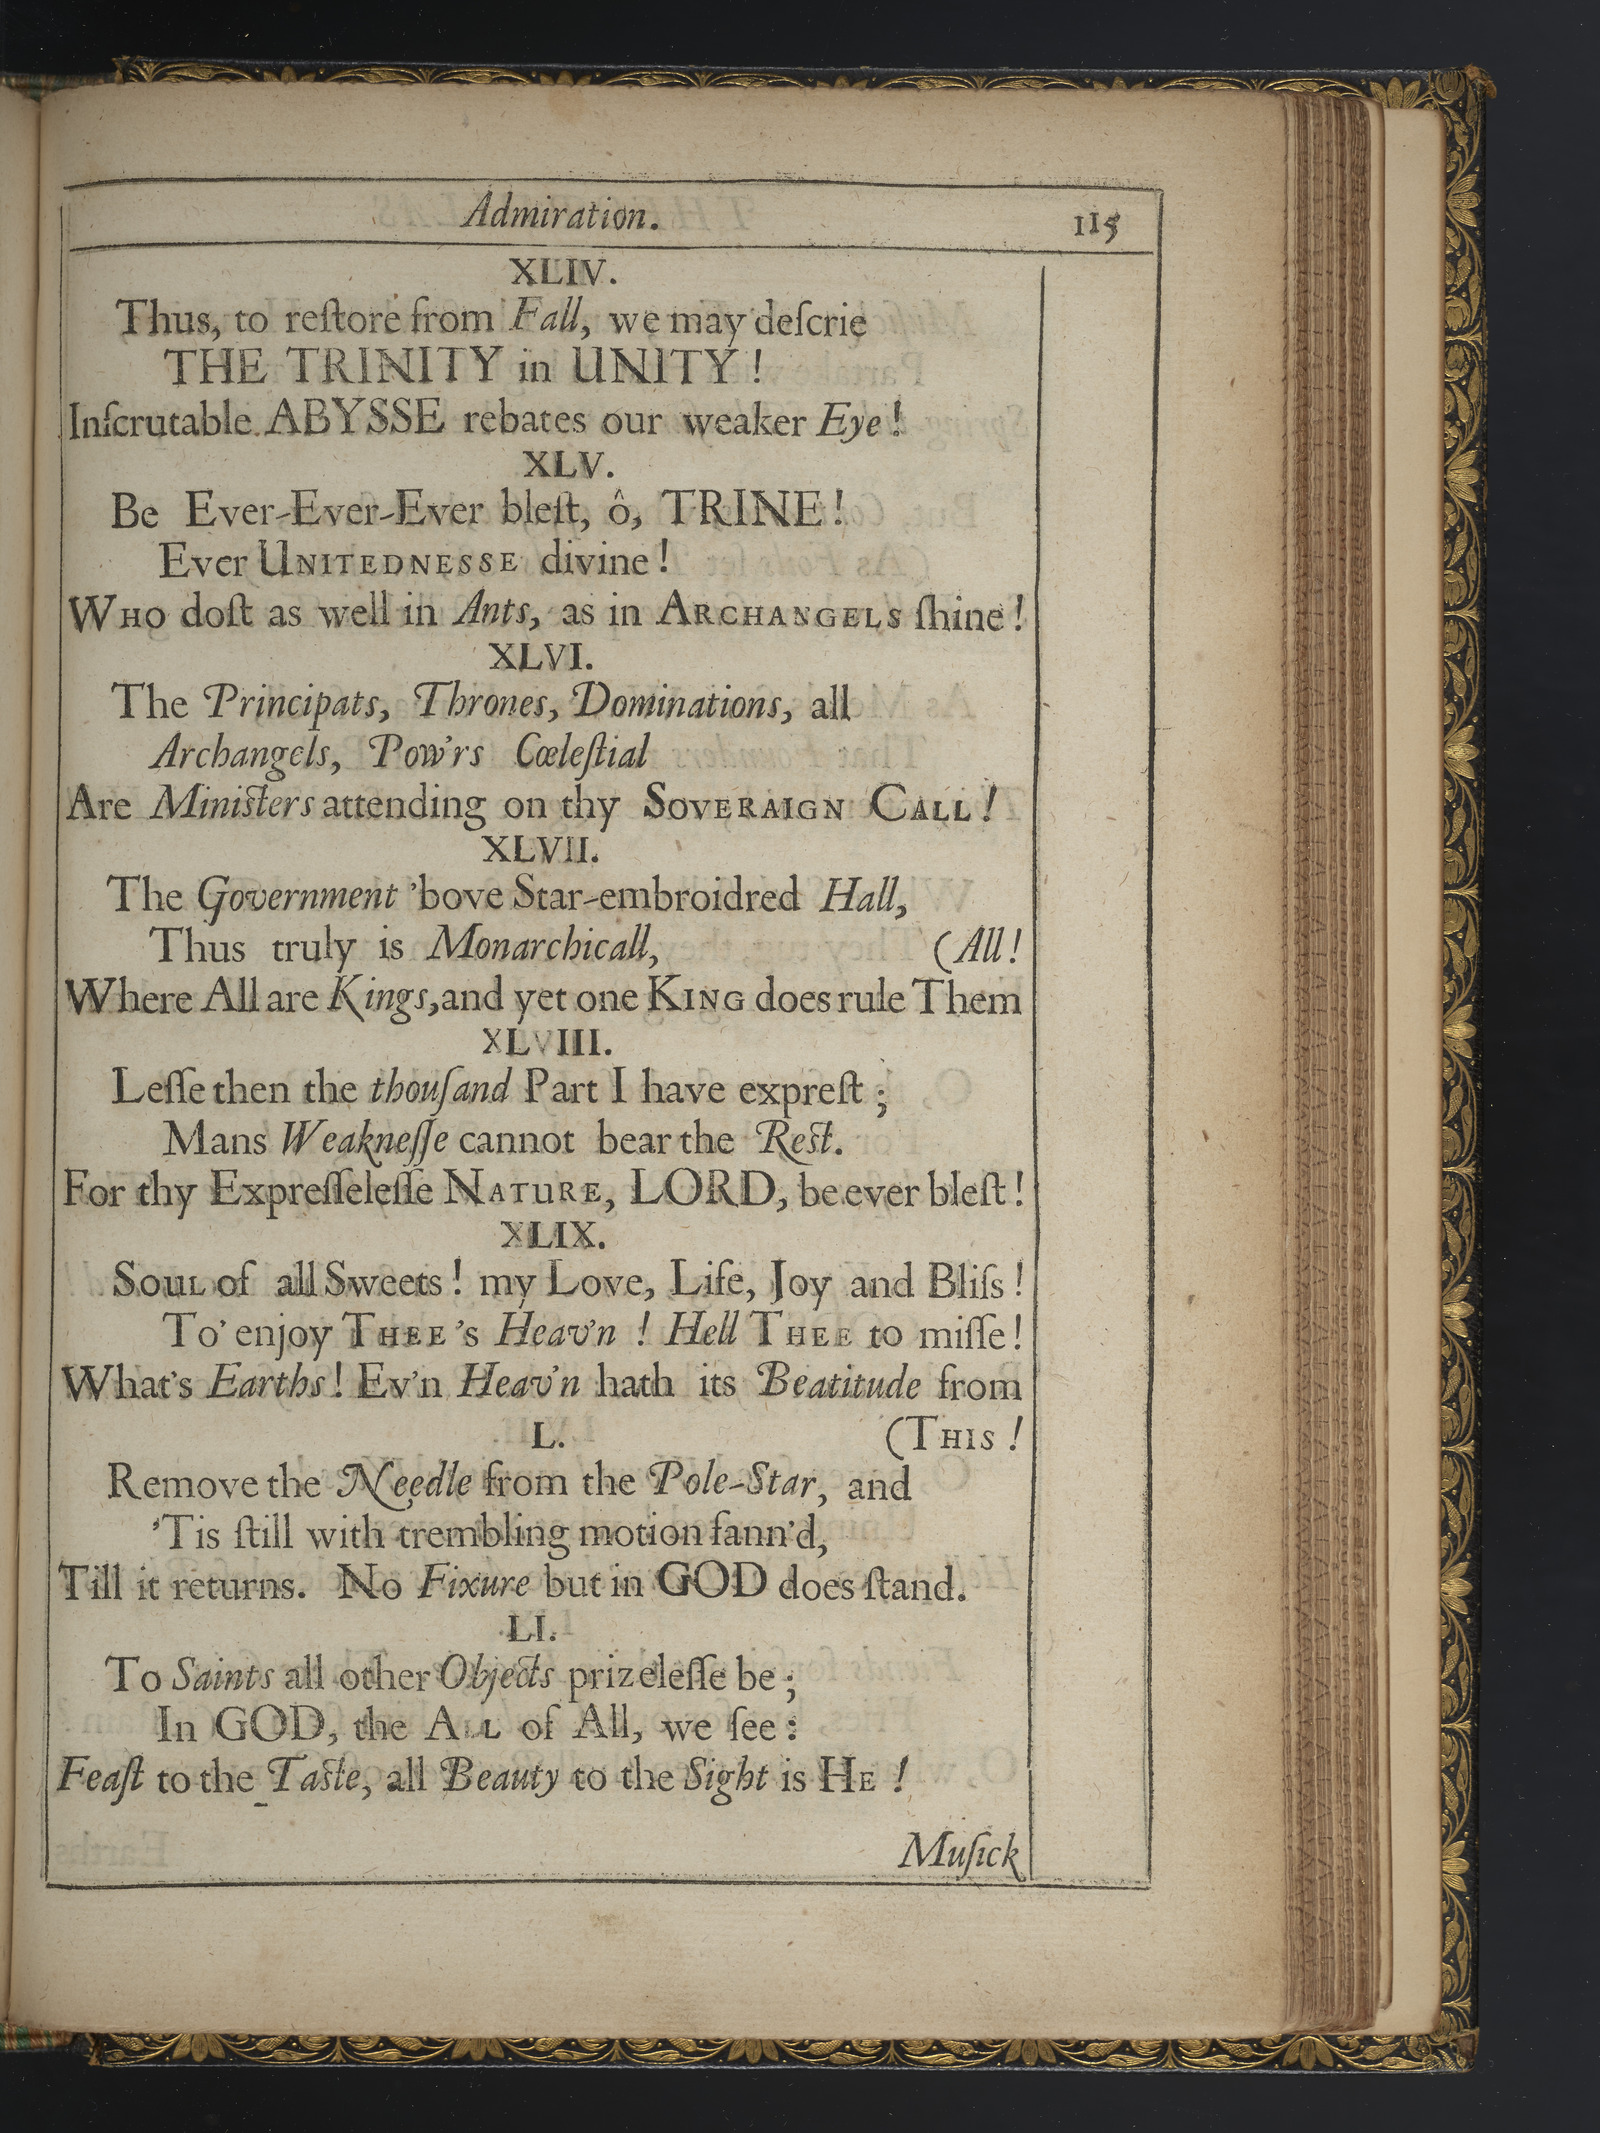 Admiration. 115
XLIV.
Thus, to reſtore from Fall, we may deſcrie
THE TRINITY in UNITY!
Inſcrutable ABYSSE rebates our weaker Eye!
XLV.
Be Ever-Ever-Ever bleſt, ô, TRINE!
Ever UNITEDNESSE divine!
WHO doſt as well in Ants, as in ARCHANGELS ſhine!
XLVI.
The Principats, Thrones, Dominations, all
Archangels, Pow'rs Cœleſtial
Are Miniſters attending on thy SOVERAIGN CALL!
XLVII.
The Government 'bove Star-embroidred Hall,
Thus truly is Monarchicall, (All!
Where All are Kings, and yet one KING does rule Them
XLVIII.
Leſſe then the thouſand Part I have expreſt;
Mans Weakneſſe cannot bear the Reſt.
For thy Expreſſeleſſe NATURE, LORD, be ever bleſt!
XLIX.
SOUL of all Sweets! my Love, Life, Joy and Bliſs!
To' enjoy THEE's Heav'n! Hell THEE to miſſe!
What's Earths! Ev'n Heav'n hath its Beatitude from
L. (THIS!
Remove the Needle from the Pole-Star, and
'Tis ſtill with trembling motion fann'd,
Till it returns. No Fixure but in GOD does ſtand.
LI.
To Saints all other Objects prizeleſſe be;
In GOD, the ALL of All, we ſee:
Feaſt to the Taſte, all Beauty to the Sight is HE!
Muſick